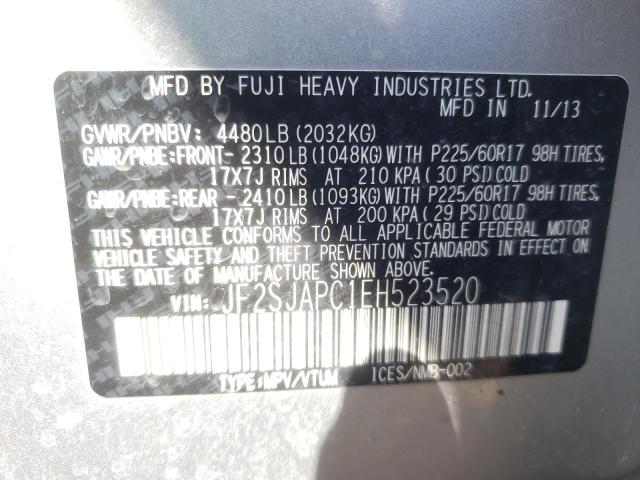 MFD BY FUJI HEAVY INDUSTRIES LTD.
MFD IN 11/13
GVWR/PNBV: 4480LB (2032KG)
GAWR/PNBE:FRONT- 2310LB (1048KG) WITH P225/60R17 98H TIRES,
17X7J RIMS AT 210 KPA ( 30 PSI) COLD
GAWR/PNBE:REAR - 2410LB (1093KG) WITH P225/60R17 98H TIRES,
17X7J RIMS AT 200 KPA ( 29 PSI) COLD
THIS VEHICLE CONFORMS TO ALL APPLICABLE FEDERAL MOTOR
VEHICLE SAFETY AND THEFT PREVENTION STANDARDS IN EFFECT ON
THE DATE OF MANUFACTURE SHOWN ABOVE.
VIN: JF2SJAPC1EH523520
TYPE: MPV/VTUM ICES/NMB-002